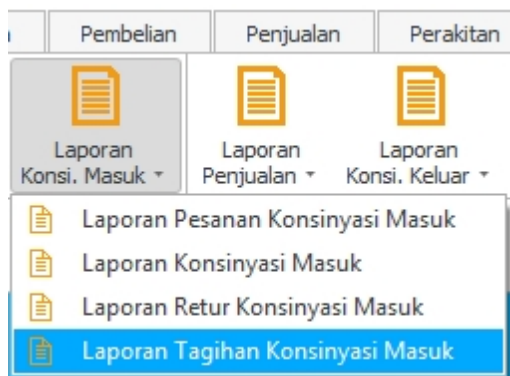 Pembelian
Penjualan
Perakitan
Laporan
Konsi. Masuk
Laporan
Penjualan
Laporan
Konsi. Keluar
Laporan Pesanan Konsinyasi Masuk
Laporan Konsinyasi Masuk
Laporan Retur Konsinyasi Masuk
Laporan Tagihan Konsinyasi Masuk